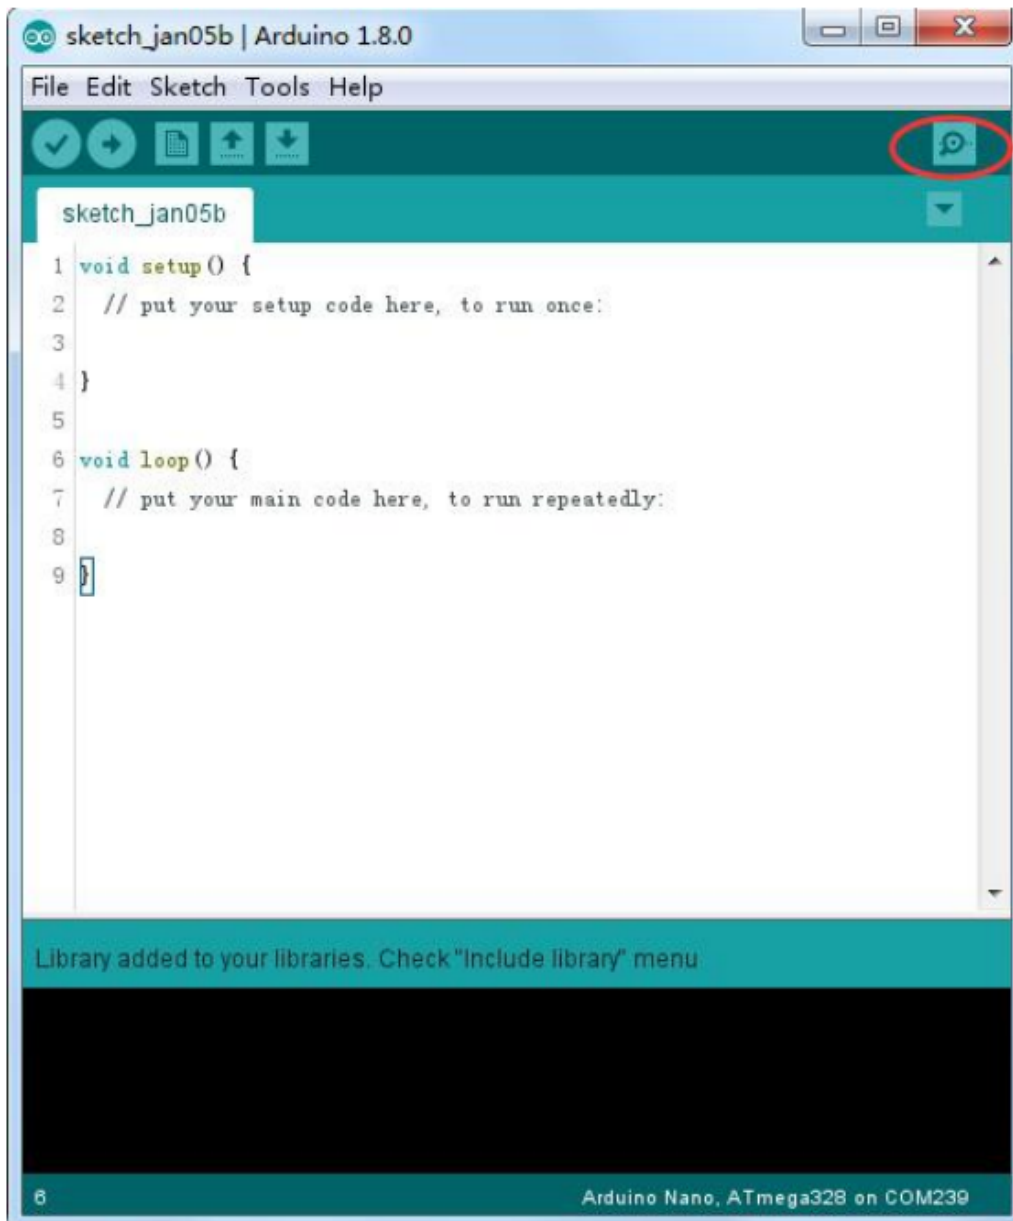 sketch_jan05b | Arduino 1.8.0
File Edit Sketch Tools Help
sketch_jan05b
1 void setup() {
2 // put your setup code here, to run once:
3
4 }
5
6 void loop() {
7 // put your main code here, to run repeatedly:
8
9 }
Library added to your libraries. Check "Include library" menu
6 Arduino Nano, ATmega328 on COM239